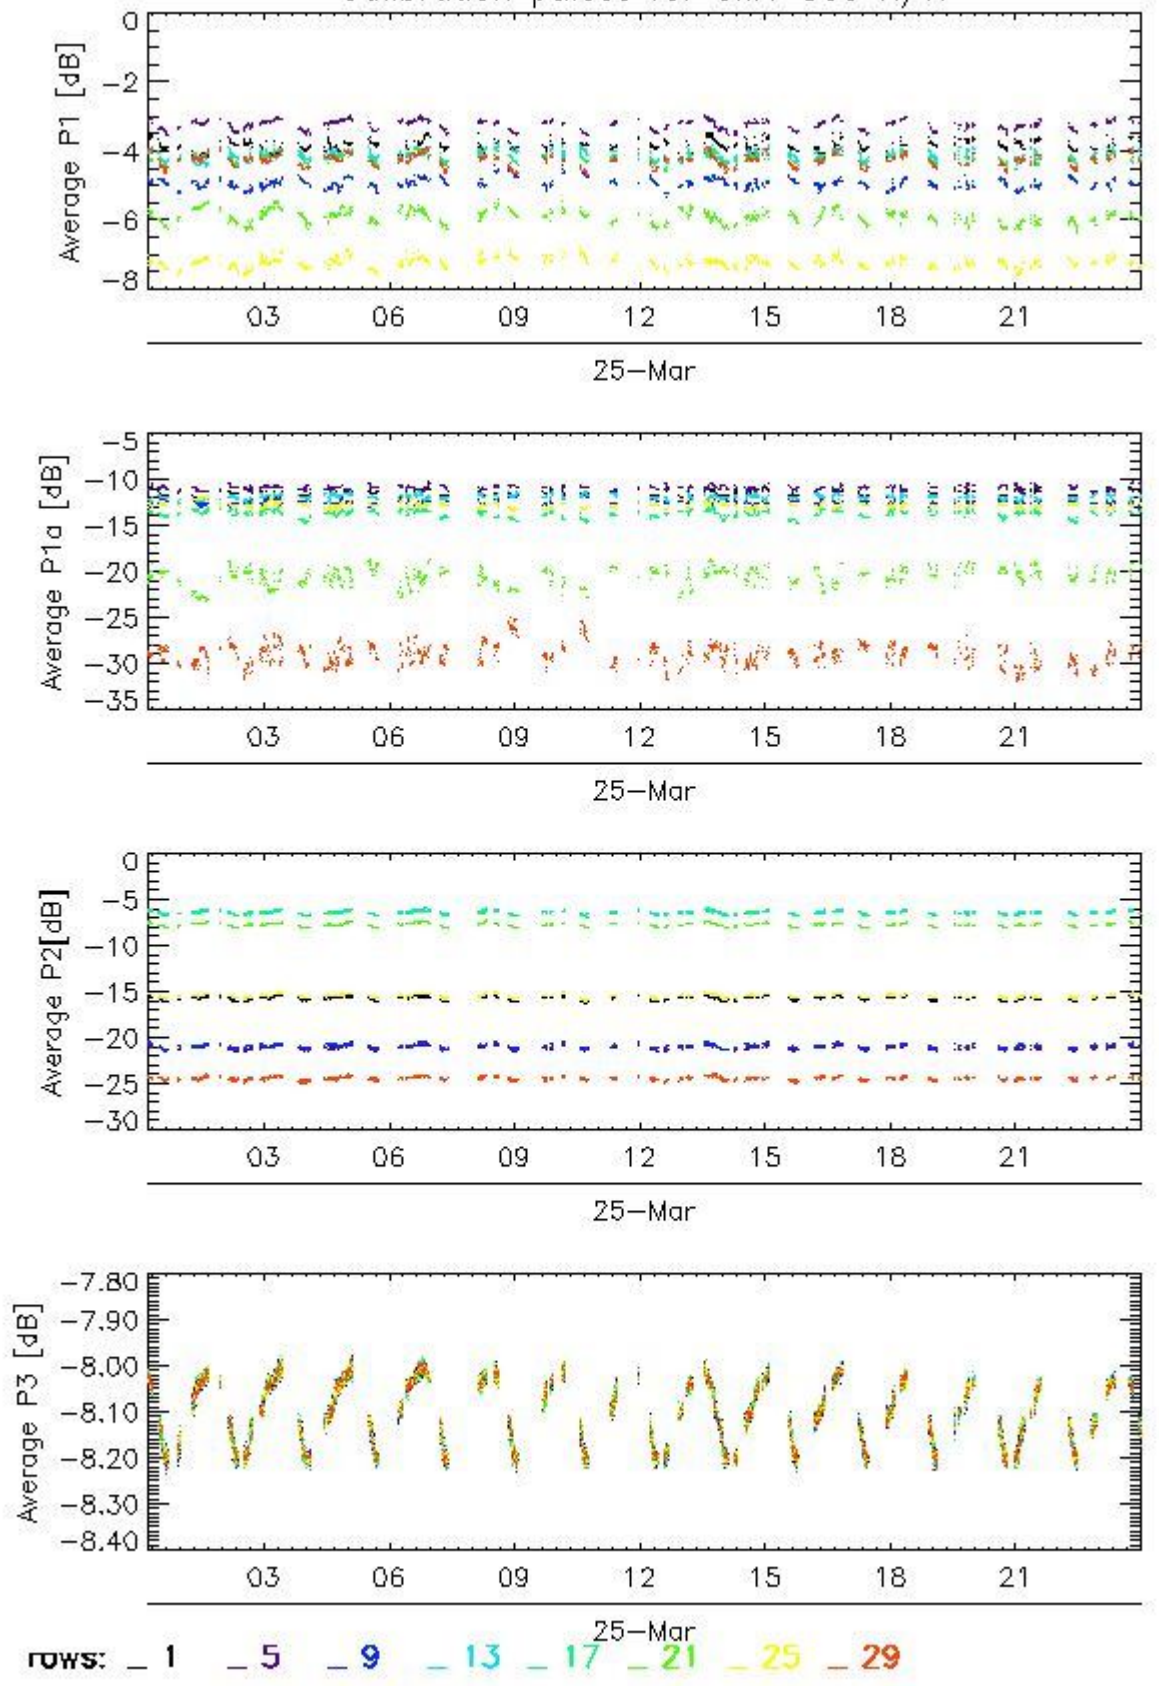 Average P1 [dB]
0
−2
−4
−6
−8
03 06 09 12 15 18 21
25−Mar
Average P1a [dB]
−5
−10
−15
−20
−25
−30
−35
03 06 09 12 15 18 21
25−Mar
Average P2[dB]
0
−5
−10
−15
−20
−25
−30
03 06 09 12 15 18 21
25−Mar
Average P3 [dB]
−7.80
−7.90
−8.00
−8.10
−8.20
−8.30
−8.40
03 06 09 12 15 18 21
25−Mar
rows: _ 1 _ 5 _ 9 _ 13 _ 17 _ 21 _ 25 _ 29